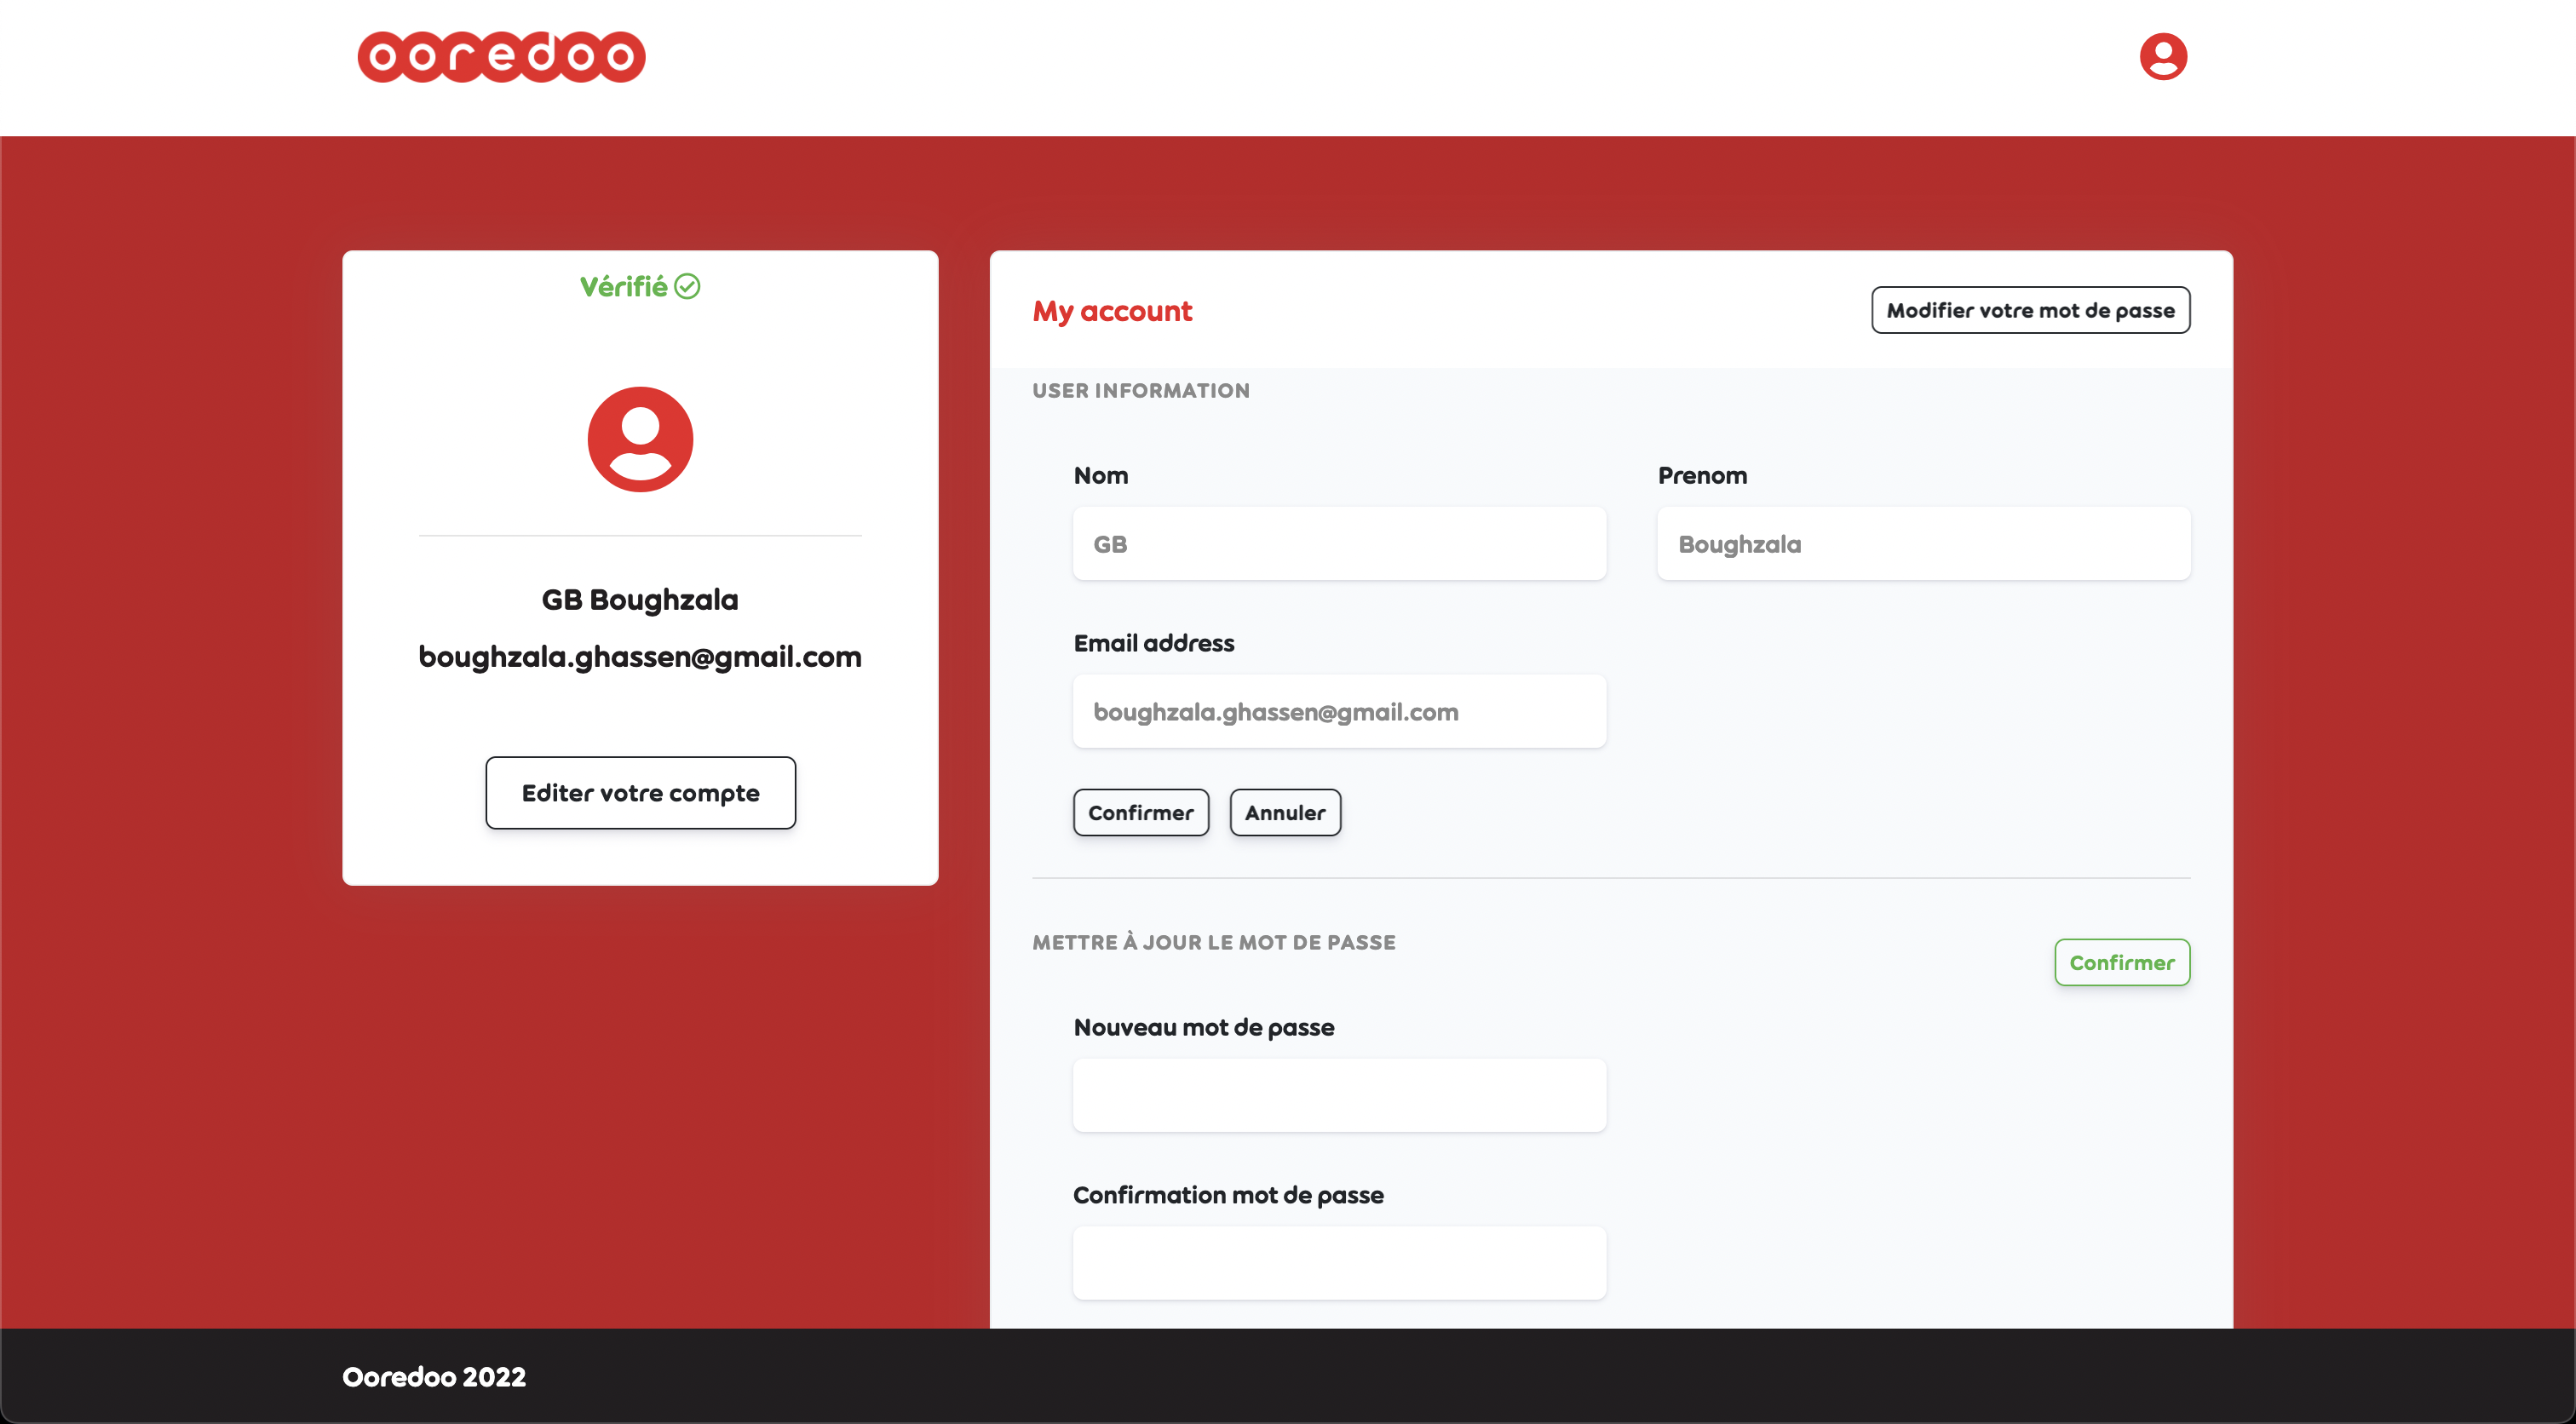 ooredoo
Vérifié
GB Boughzala
boughzala.ghassen@gmail.com
Editer votre compte
My account
Modifier votre mot de passe
USER INFORMATION
Nom
Prenom
GB
Boughzala
Email address
boughzala.ghassen@gmail.com
Confirmer
Annuler
METTRE À JOUR LE MOT DE PASSE
Confirmer
Nouveau mot de passe
Confirmation mot de passe
Ooredoo 2022